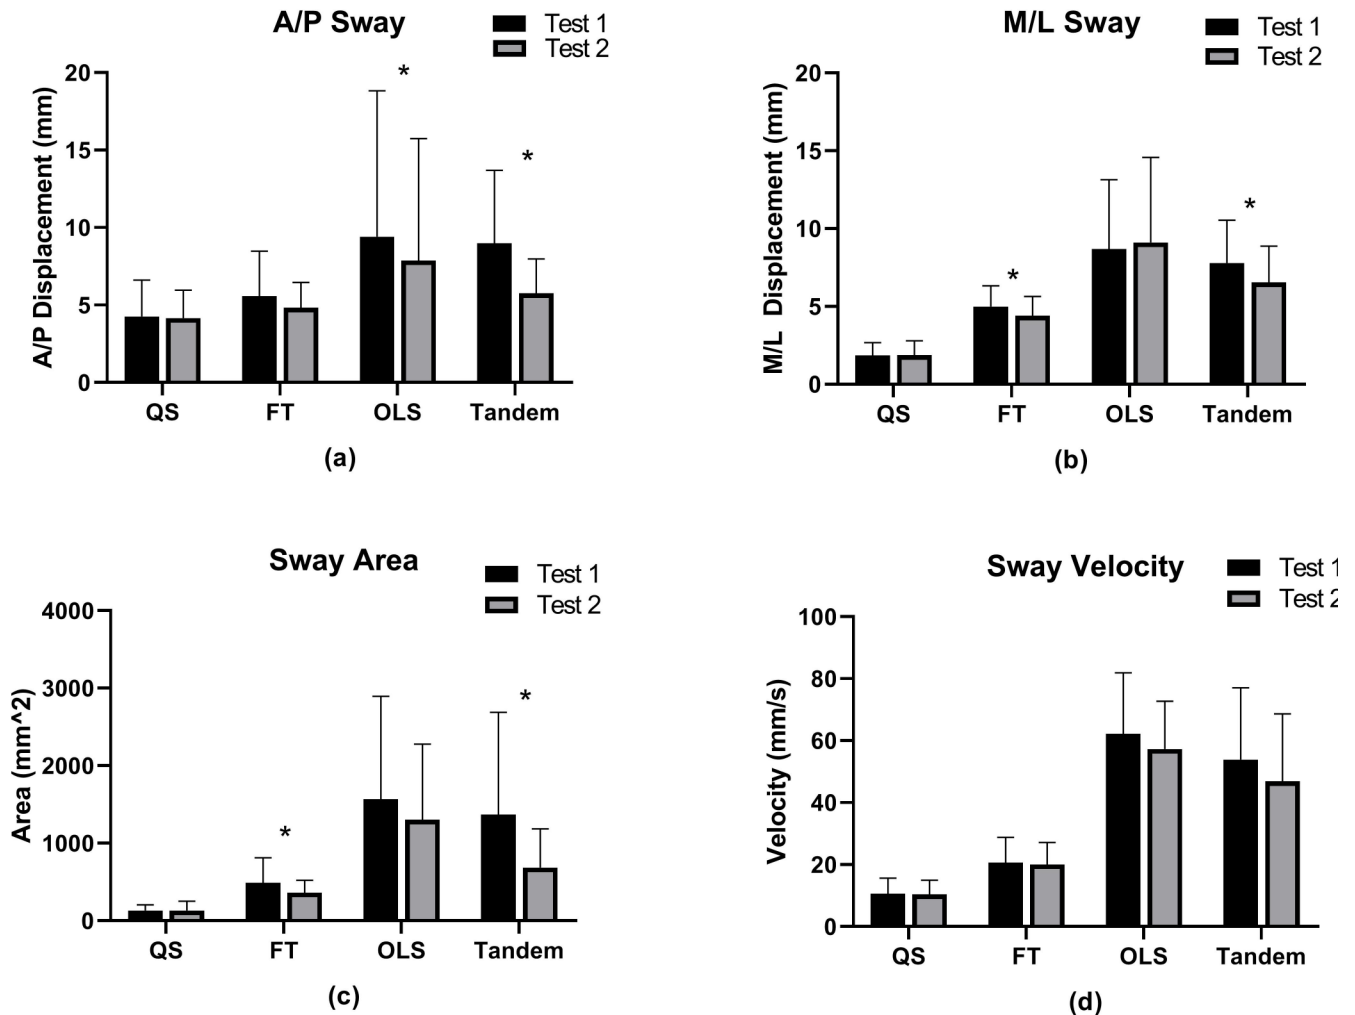 A/P Sway
Test 1
Test 2
A/P Displacement (mm)
20
15
10
5
0
*
*
QS FT OLS Tandem
(a)
M/L Sway
Test 1
Test 2
M/L Displacement (mm)
20
15
10
5
0
*
*
QS FT OLS Tandem
(b)
Sway Area
Test 1
Test 2
Area (mm^2)
4000
3000
2000
1000
0
*
*
QS FT OLS Tandem
(c)
Sway Velocity
Test 1
Test 2
Velocity (mm/s)
100
80
60
40
20
0
QS FT OLS Tandem
(d)